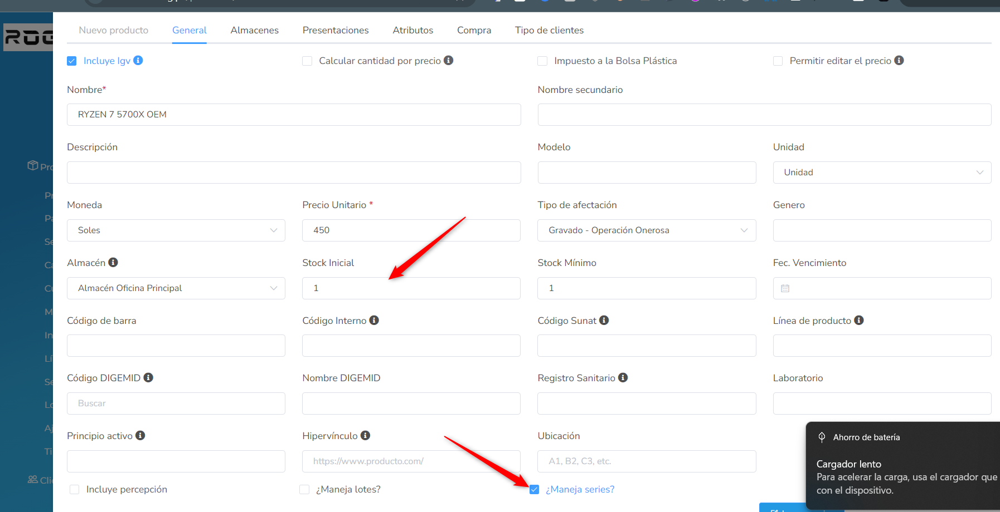 Nuevo producto General Almacenes Presentaciones Atributos Compra Tipo de clientes
Incluye Igv Calcular cantidad por precio Impuesto a la Bolsa Plástica Permitir editar el precio
Nombre* Nombre secundario
RYZEN 7 5700X OEM
Descripción Modelo Unidad
Unidad
Moneda Precio Unitario * Tipo de afectación Genero
Soles 450 Gravado - Operación Onerosa
Almacén Stock Inicial Stock Mínimo Fec. Vencimiento
Almacén Oficina Principal 1 1
Código de barra Código Interno Código Sunat Línea de producto
Código DIGEMID Nombre DIGEMID Registro Sanitario Laboratorio
Buscar
Principio activo Hipervínculo Ubicación
https://www.producto.com/ A1, B2, C3, etc.
Incluye percepción ¿Maneja lotes? ¿Maneja series?
Ahorro de batería
Cargador lento
Para acelerar la carga, usa el cargador que
con el dispositivo.